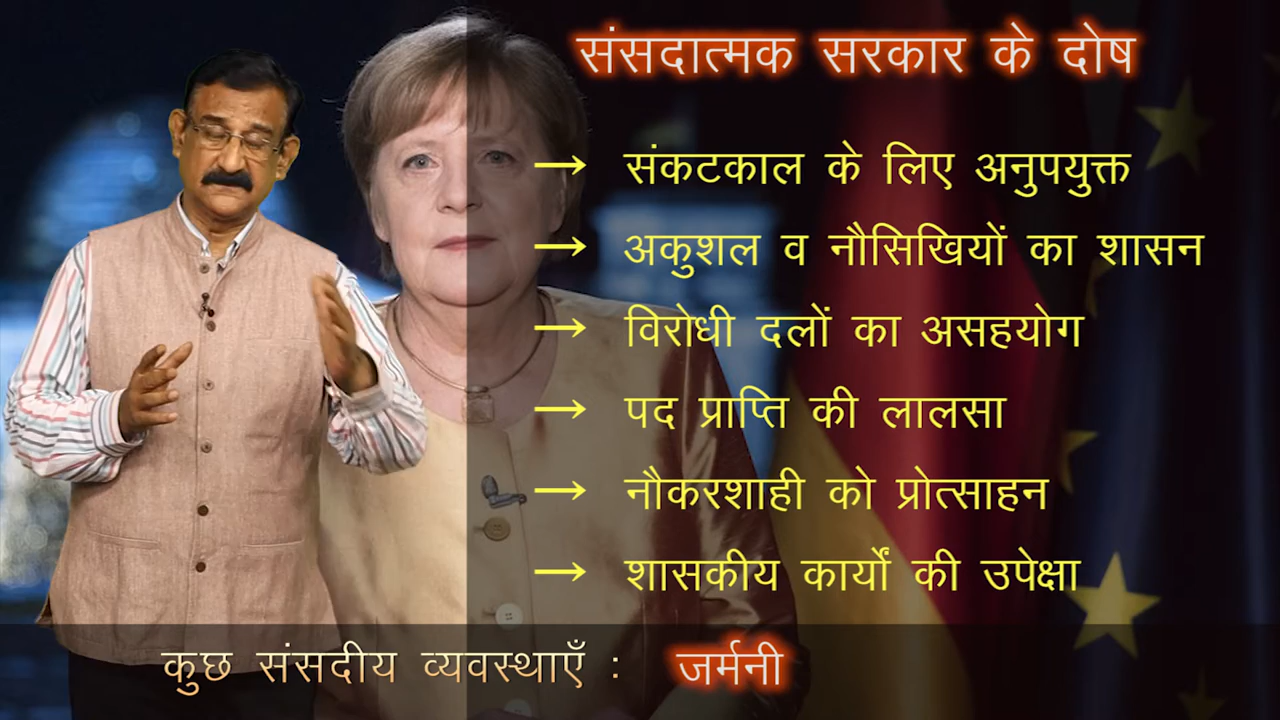 संसदात्मक सरकार के दोष
→ संकटकाल के लिए अनुपयुक्त
→ अकुशल व नौसिखियों का शासन
→ विरोधी दलों का असहयोग
→ पद प्राप्ति की लालसा
→ नौकरशाही को प्रोत्साहन
→ शासकीय कार्यों की उपेक्षा
कुछ संसदीय व्यवस्थाएँ : जर्मनी